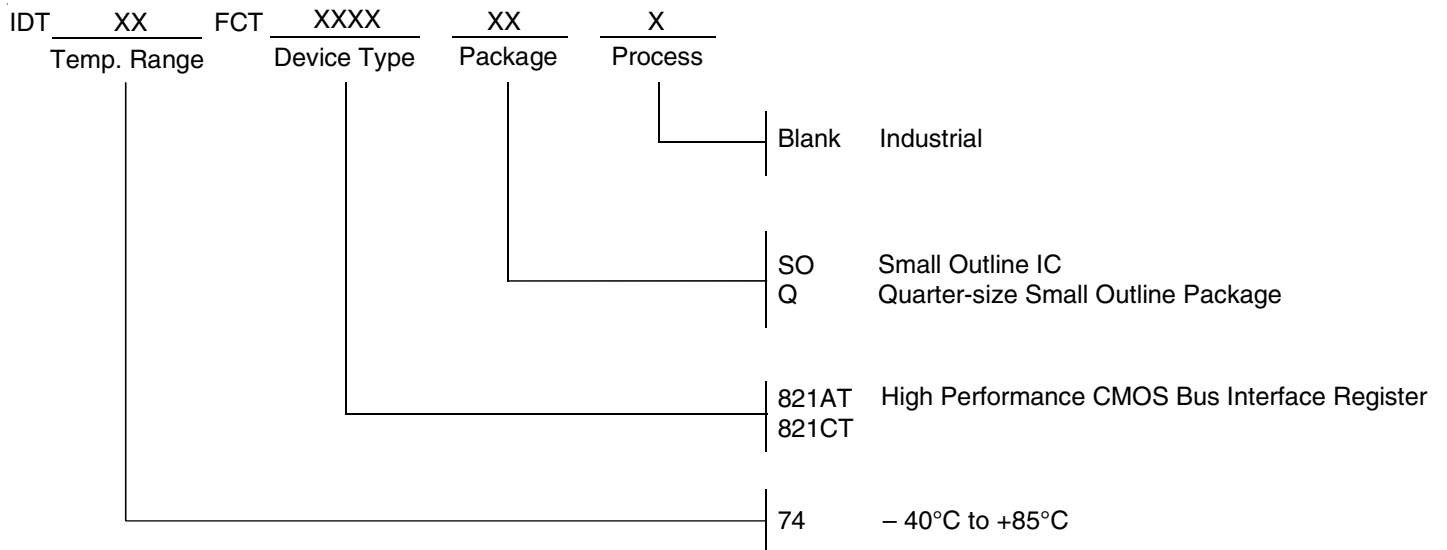 IDT XX FCT XXXX XX X
Temp. Range Device Type Package Process
Blank Industrial
SO Small Outline IC
Q Quarter-size Small Outline Package
821AT High Performance CMOS Bus Interface Register
821CT
74 – 40°C to +85°C